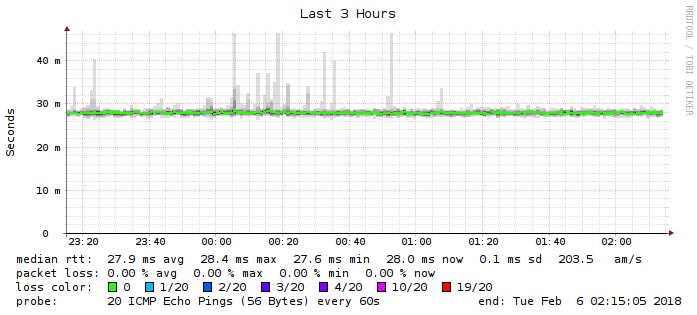 Last 3 Hours
RRDTOOL / TOBI OETIKER
Seconds
40 m
30 m
20 m
10 m
0
23:20 23:40 00:00 00:20 00:40 01:00 01:20 01:40 02:00
median rtt: 27.9 ms avg 28.4 ms max 27.6 ms min 28.0 ms now 0.1 ms sd 203.5 am/s
packet loss: 0.00 % avg 0.00 % max 0.00 % min 0.00 % now
loss color: 0 1/20 2/20 3/20 4/20 10/20 19/20
probe: 20 ICMP Echo Pings (56 Bytes) every 60s end: Tue Feb 6 02:15:05 2018